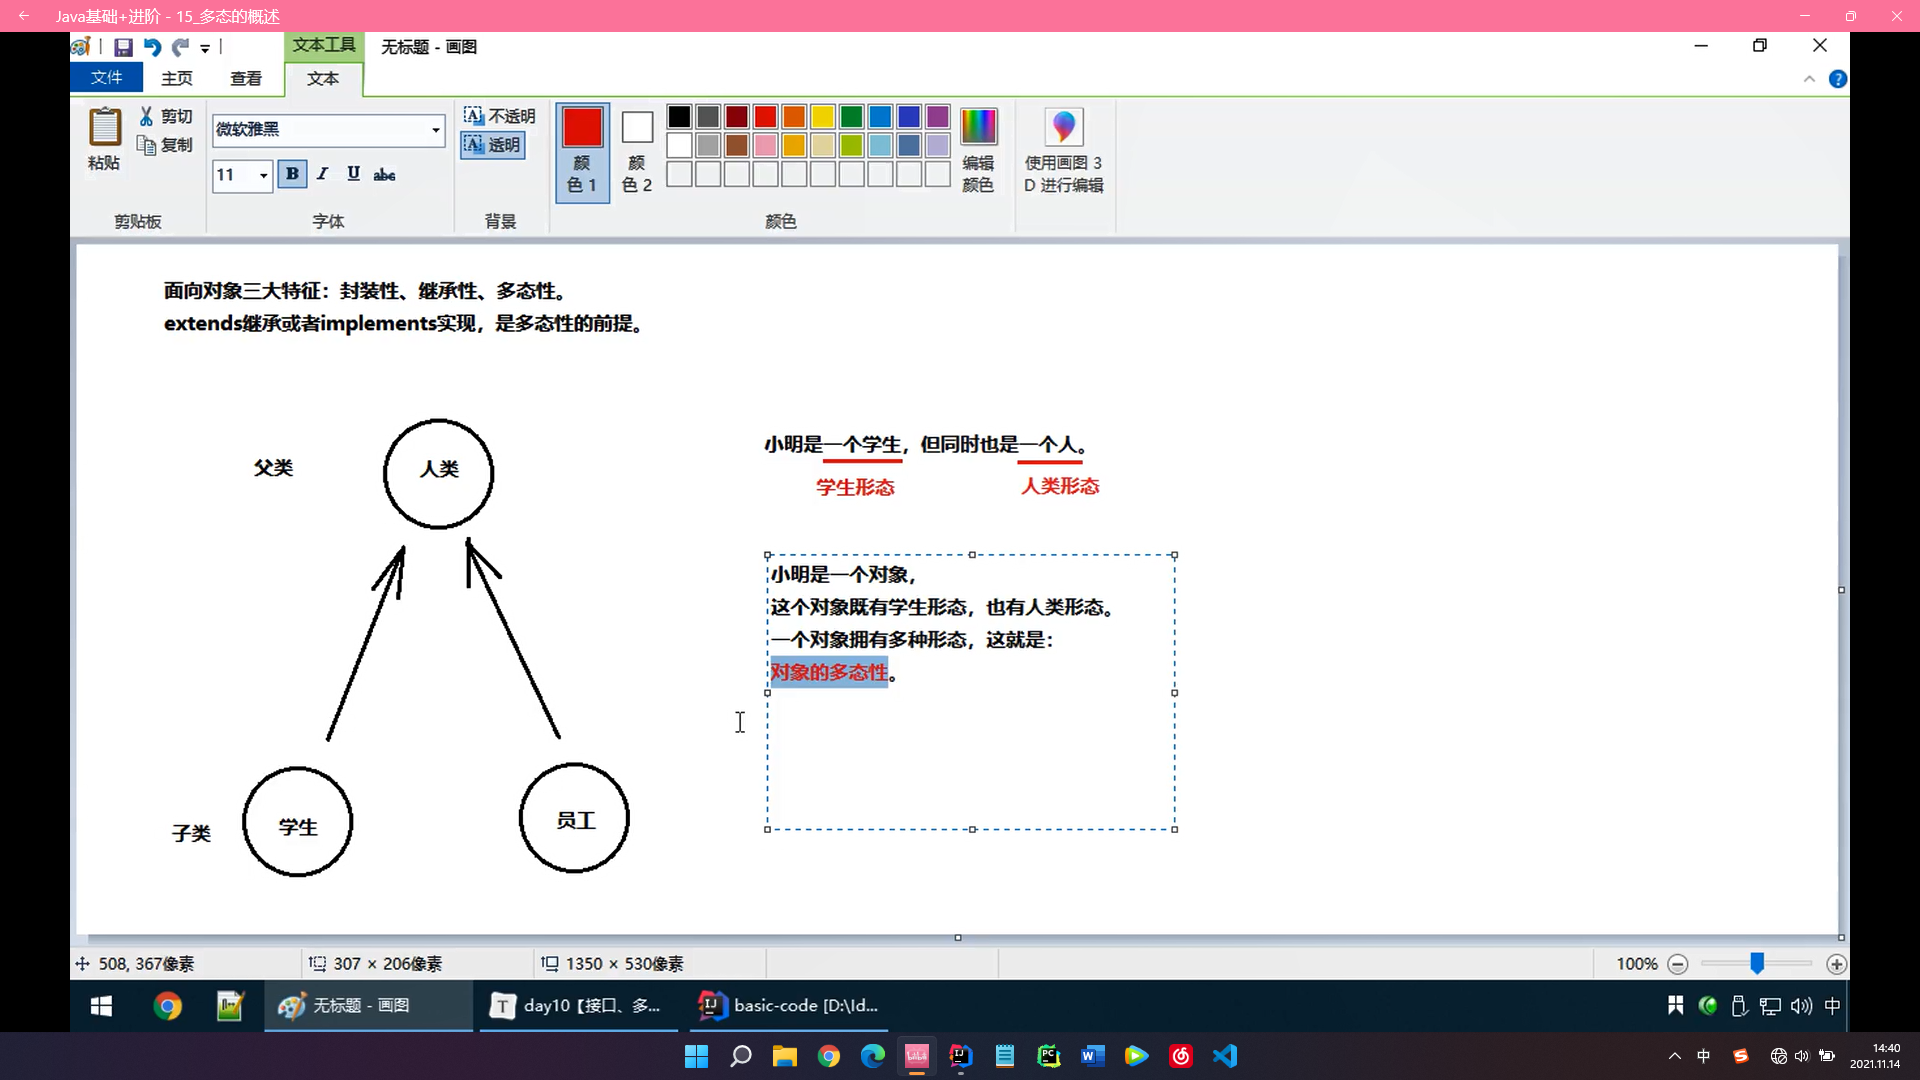 Java基础+进阶 - 15_多态的概述
文本工具
无标题 - 画图
文件
主页
查看
文本
粘贴
剪切
复制
剪贴板
微软雅黑
11
B I U abc
字体
不透明
透明
背景
颜
色 1
颜
色 2
编辑
颜色
颜色
使用画图 3
D 进行编辑
面向对象三大特征：封装性、继承性、多态性。
extends继承或者implements实现，是多态性的前提。
父类
人类
小明是一个学生，但同时也是一个人。
学生形态
人类形态
小明是一个对象，
这个对象既有学生形态，也有人类形态。
一个对象拥有多种形态，这就是：
对象的多态性。
子类
学生
员工
508, 367像素
307 × 206像素
1350 × 530像素
100%
无标题 - 画图
day10【接口、多...
basic-code [D:\Id...
中
中
14:40
2021.11.14